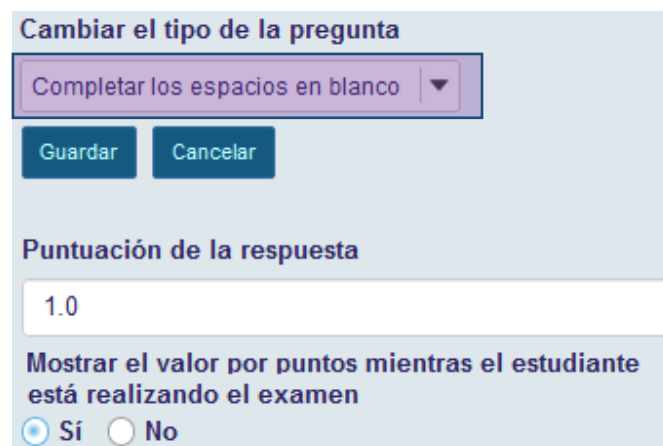 Cambiar el tipo de la pregunta
Completar los espacios en blanco
Guardar Cancelar
Puntuación de la respuesta
1.0
Mostrar el valor por puntos mientras el estudiante
está realizando el examen
Sí No